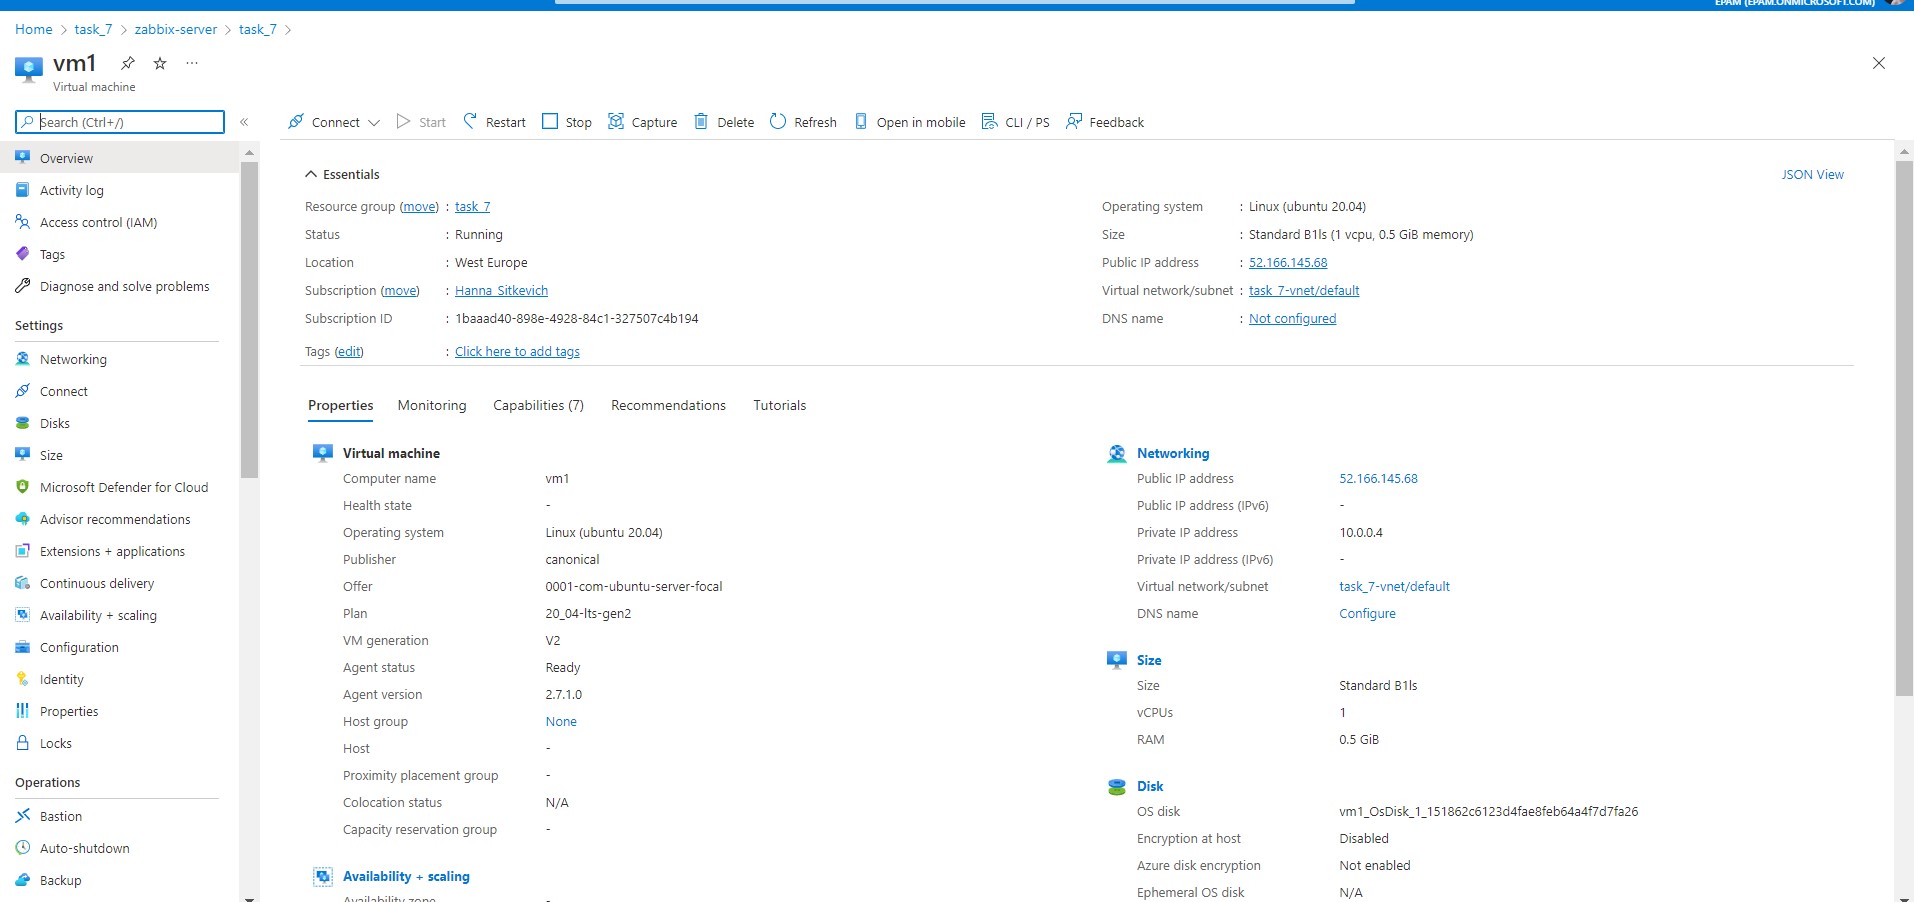 EPAM (EPAM.ONMICROSOFT.COM)
Home > task_7 > zabbix-server > task_7 >
vm1
Virtual machine
Search (Ctrl+/)
Connect
Start
Restart
Stop
Capture
Delete
Refresh
Open in mobile
CLI / PS
Feedback
Overview
Activity log
Access control (IAM)
Tags
Diagnose and solve problems
Settings
Networking
Connect
Disks
Size
Microsoft Defender for Cloud
Advisor recommendations
Extensions + applications
Continuous delivery
Availability + scaling
Configuration
Identity
Properties
Locks
Operations
Bastion
Auto-shutdown
Backup
Essentials
JSON View
Resource group (move) : task_7
Status : Running
Location : West Europe
Subscription (move) : Hanna Sitkevich
Subscription ID : 1baaad40-898e-4928-84c1-327507c4b194
Tags (edit) : Click here to add tags
Operating system : Linux (ubuntu 20.04)
Size : Standard B1ls (1 vcpu, 0.5 GiB memory)
Public IP address : 52.166.145.68
Virtual network/subnet : task_7-vnet/default
DNS name : Not configured
Properties
Monitoring
Capabilities (7)
Recommendations
Tutorials
Virtual machine
Computer name vm1
Health state -
Operating system Linux (ubuntu 20.04)
Publisher canonical
Offer 0001-com-ubuntu-server-focal
Plan 20_04-lts-gen2
VM generation V2
Agent status Ready
Agent version 2.7.1.0
Host group None
Host -
Proximity placement group -
Colocation status N/A
Capacity reservation group -
Availability + scaling
Availability zone -
Networking
Public IP address 52.166.145.68
Public IP address (IPv6) -
Private IP address 10.0.0.4
Private IP address (IPv6) -
Virtual network/subnet task_7-vnet/default
DNS name Configure
Size
Size Standard B1ls
vCPUs 1
RAM 0.5 GiB
Disk
OS disk vm1_OsDisk_1_151862c6123d4fae8feb64a4f7d7fa26
Encryption at host Disabled
Azure disk encryption Not enabled
Ephemeral OS disk N/A